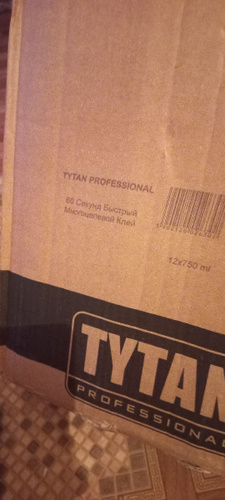 TYTAN PROFESSIONAL
60 Секунд Быстрый
Многоцелевой Клей
12x750 ml
TYTAN
PROFESSIONAL